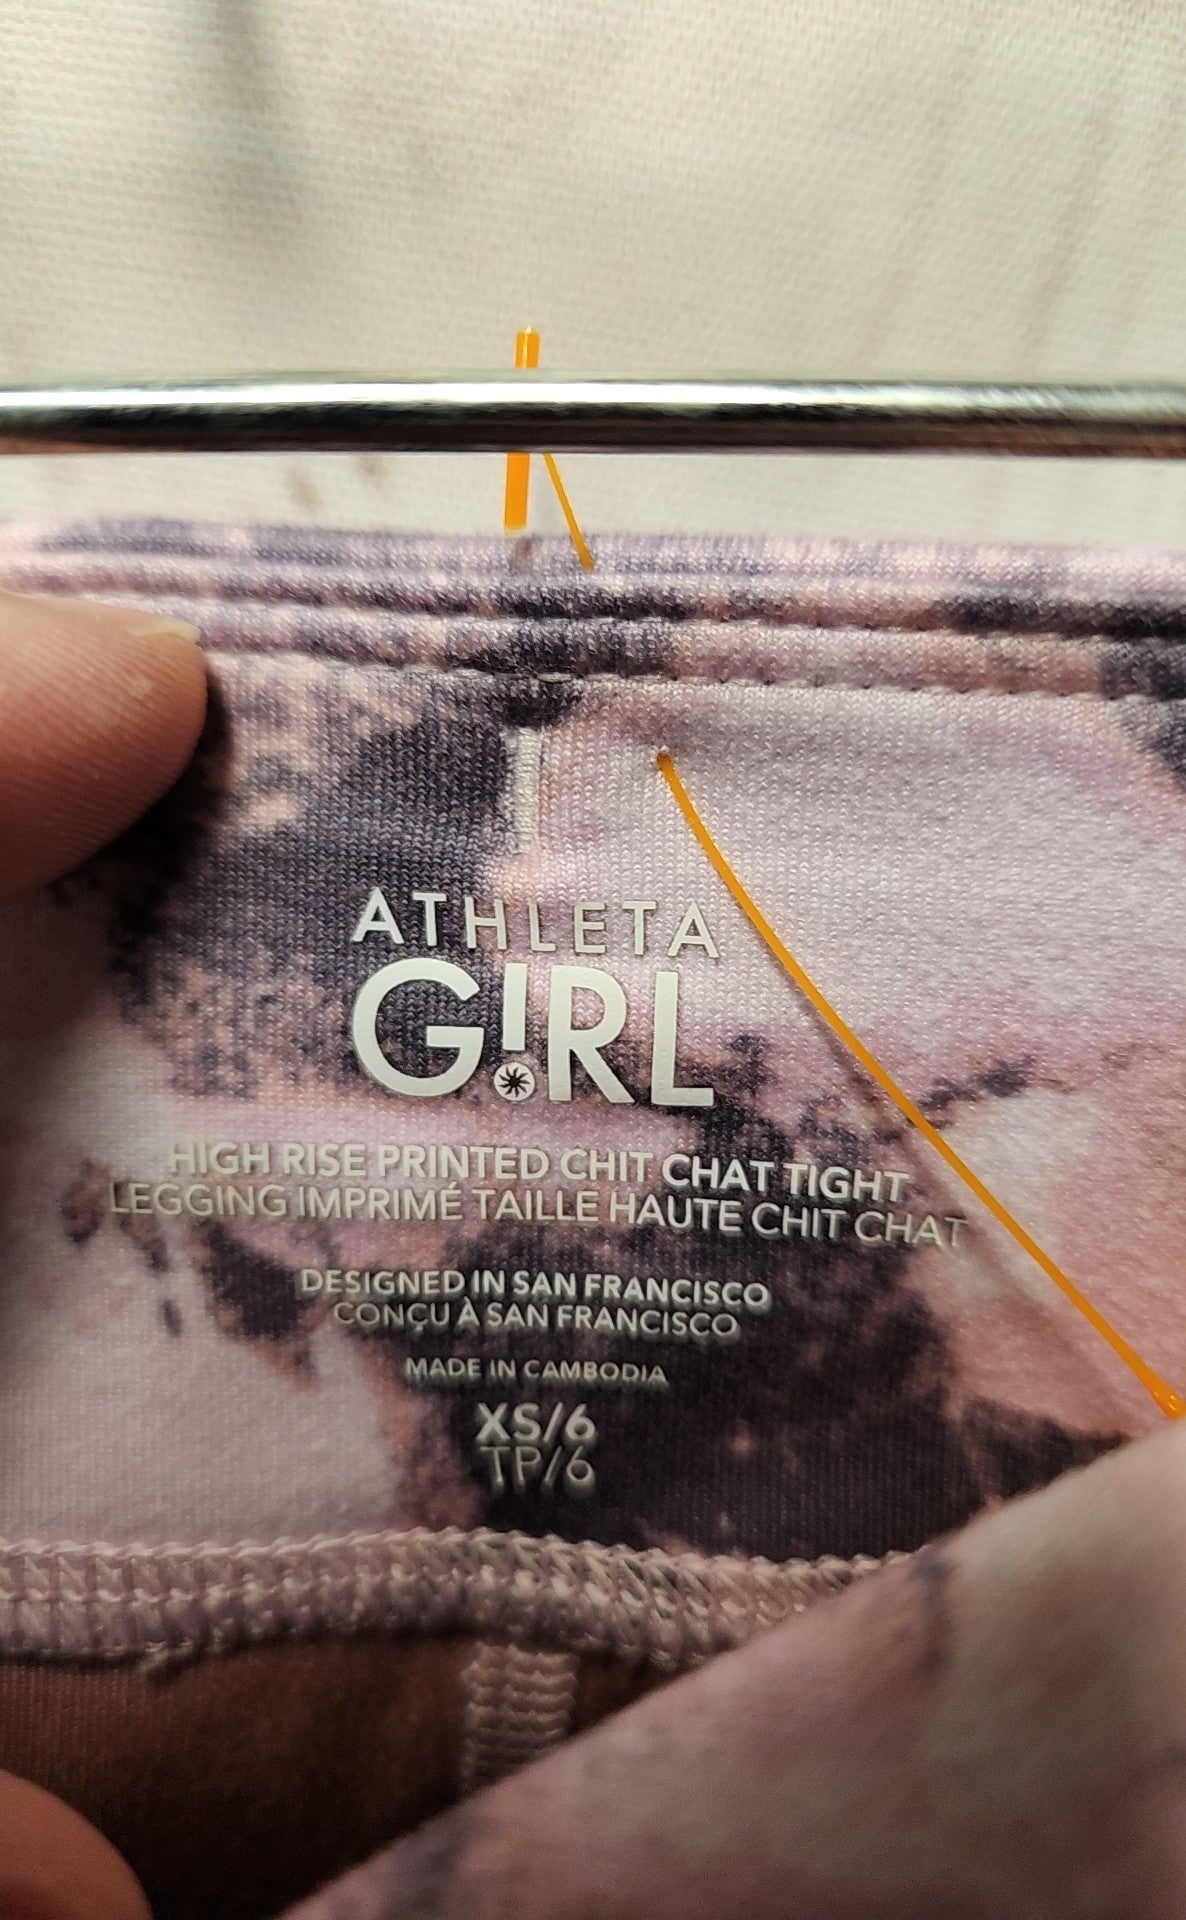 ATHLETA
G!RL
HIGH RISE PRINTED CHIT CHAT TIGHT
LEGGING IMPRIMÉ TAILLE HAUTE CHIT CHAT
DESIGNED IN SAN FRANCISCO
CONÇU À SAN FRANCISCO
MADE IN CAMBODIA
XS/6
TP/6